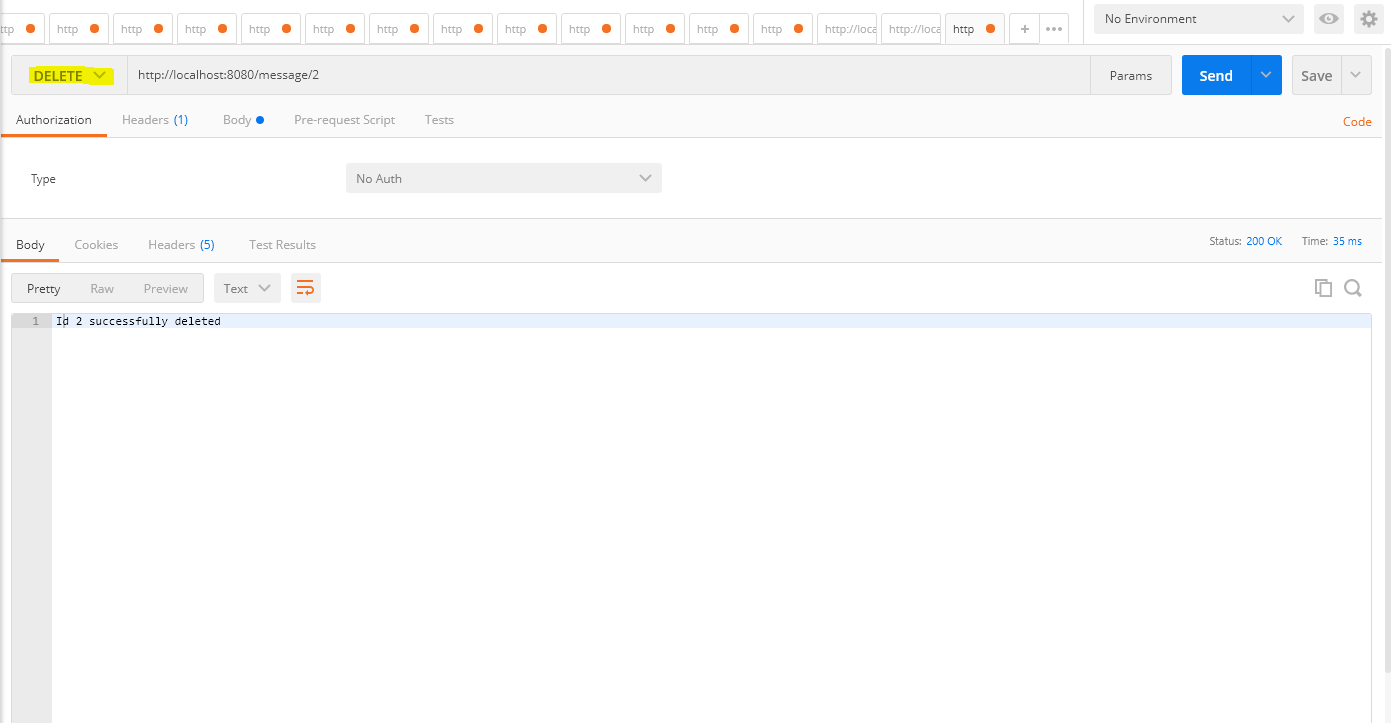 ttp http http http http http http http http http http http http http://loca http://loca http + ••• No Environment
DELETE http://localhost:8080/message/2 Params Send Save
Authorization Headers (1) Body Pre-request Script Tests Code
Type No Auth
Body Cookies Headers (5) Test Results Status: 200 OK Time: 35 ms
Pretty Raw Preview Text
1 Id 2 successfully deleted